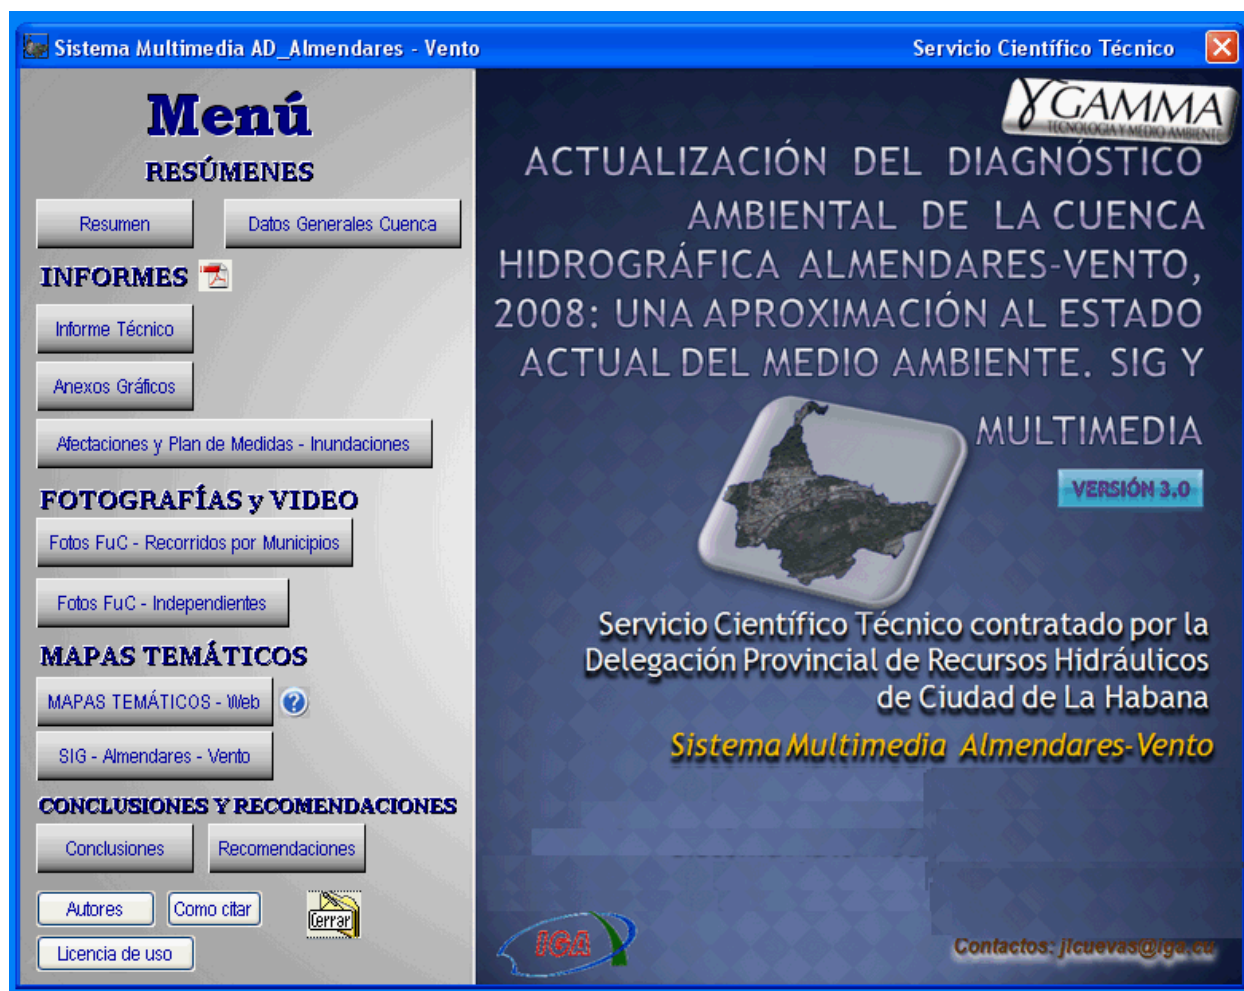 Sistema Multimedia AD_Almendares - Vento
Servicio Científico Técnico
Menú
RESÚMENES
Resumen
Datos Generales Cuenca
INFORMES
Informe Técnico
Anexos Gráficos
Afectaciones y Plan de Medidas - Inundaciones
FOTOGRAFÍAS y VIDEO
Fotos FuC - Recorridos por Municipios
Fotos FuC - Independientes
MAPAS TEMÁTICOS
MAPAS TEMÁTICOS - Web
SIG - Almendares - Vento
CONCLUSIONES Y RECOMENDACIONES
Conclusiones
Recomendaciones
Autores
Como citar
Cerrar
Licencia de uso
GAMMA
TECNOLOGIA Y MEDIO AMBIENTE
ACTUALIZACIÓN DEL DIAGNÓSTICO
AMBIENTAL DE LA CUENCA
HIDROGRÁFICA ALMENDARES-VENTO,
2008: UNA APROXIMACIÓN AL ESTADO
ACTUAL DEL MEDIO AMBIENTE. SIG Y
MULTIMEDIA
VERSIÓN 3.0
Servicio Científico Técnico contratado por la
Delegación Provincial de Recursos Hidráulicos
de Ciudad de La Habana
Sistema Multimedia Almendares-Vento
IGA
Contactos: jlcuevas@iga.cu